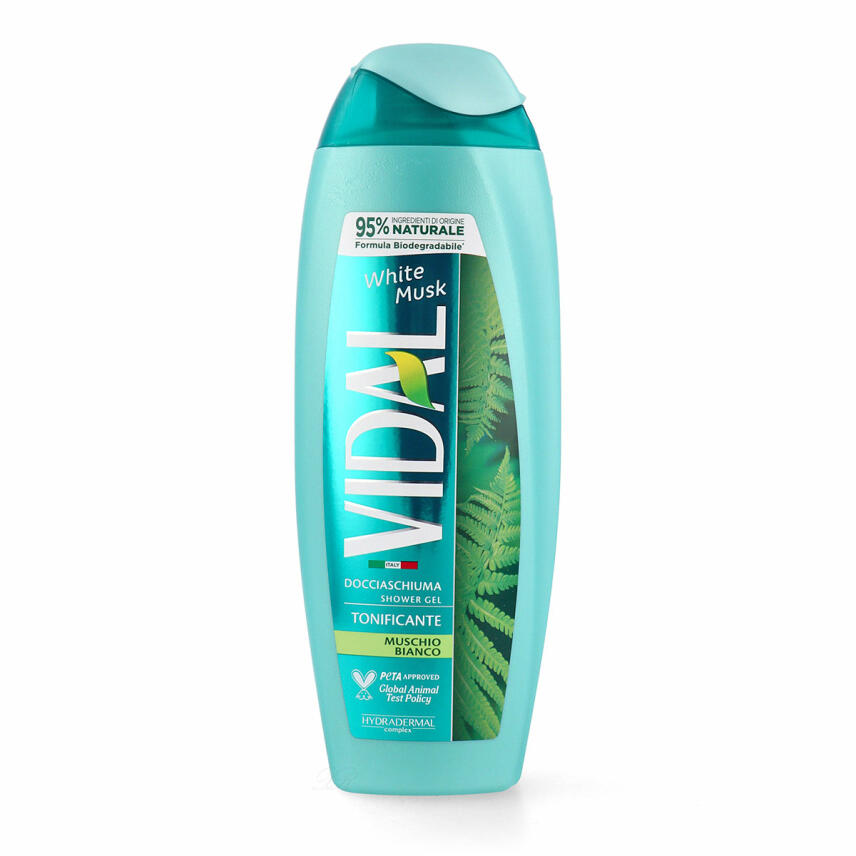 95% INGREDIENTI DI ORIGINE
NATURALE
Formula Biodegradabile*
White
Musk
VIDAL
ITALY
DOCCIASCHIUMA
SHOWER GEL
TONIFICANTE
MUSCHIO
BIANCO
PETA APPROVED
Global Animal
Test Policy
HYDRADERMAL
complex